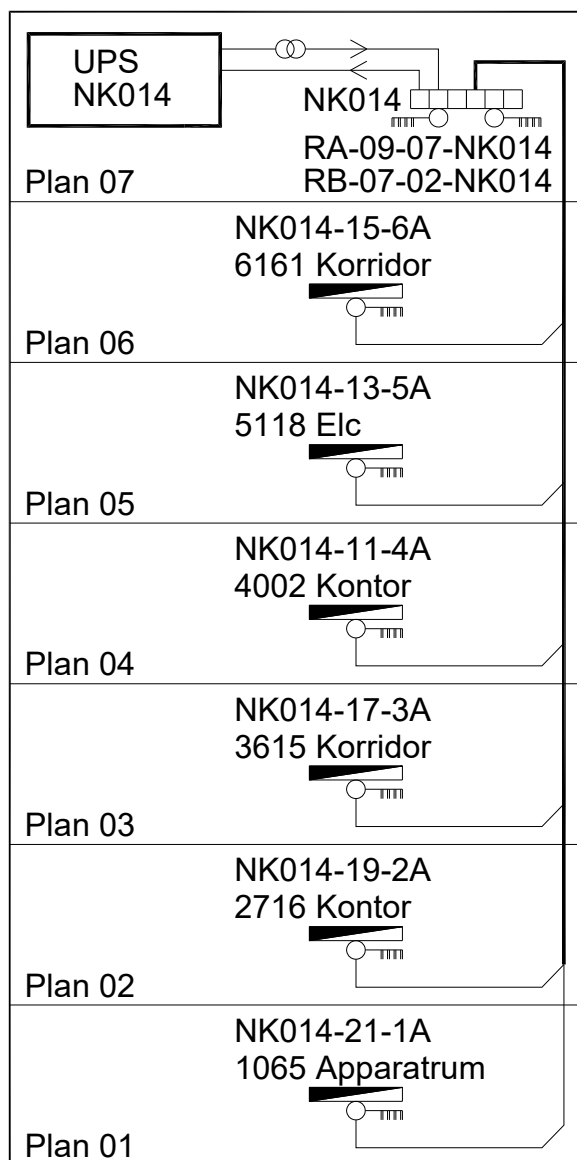 UPS
NK014
NK014
RA-09-07-NK014
RB-07-02-NK014
Plan 07
NK014-15-6A
6161 Korridor
Plan 06
NK014-13-5A
5118 Elc
Plan 05
NK014-11-4A
4002 Kontor
Plan 04
NK014-17-3A
3615 Korridor
Plan 03
NK014-19-2A
2716 Kontor
Plan 02
NK014-21-1A
1065 Apparatrum
Plan 01